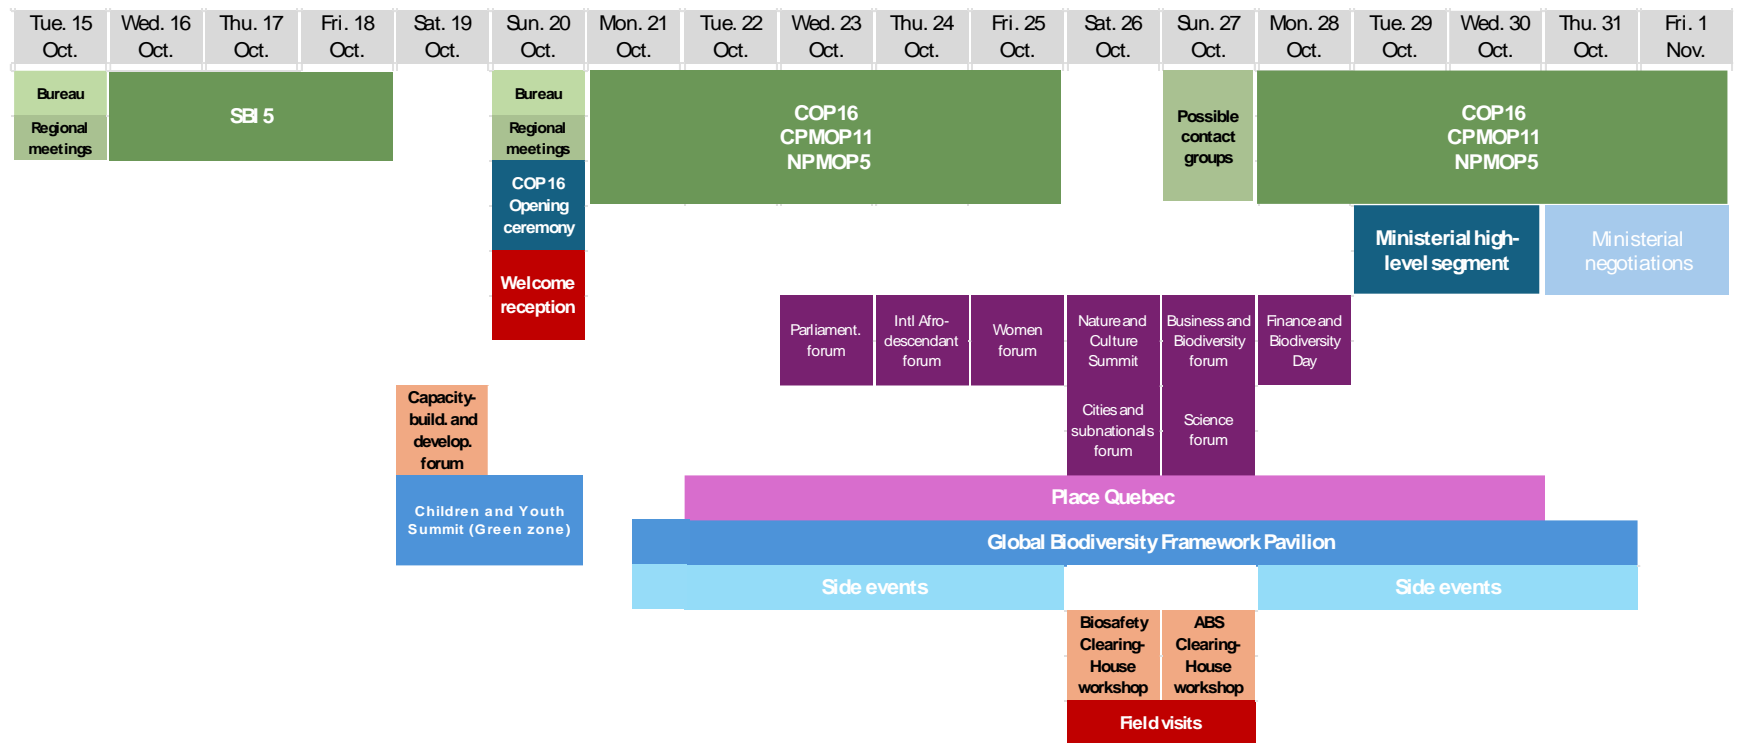 Tue. 15 Oct.
Wed. 16 Oct.
Thu. 17 Oct.
Fri. 18 Oct.
Sat. 19 Oct.
Sun. 20 Oct.
Mon. 21 Oct.
Tue. 22 Oct.
Wed. 23 Oct.
Thu. 24 Oct.
Fri. 25 Oct.
Sat. 26 Oct.
Sun. 27 Oct.
Mon. 28 Oct.
Tue. 29 Oct.
Wed. 30 Oct.
Thu. 31 Oct.
Fri. 1 Nov.
Bureau
Regional
meetings
SBI 5
Bureau
Regional
meetings
COP16
CPMOP11
NPMOP5
Possible
contact
groups
COP16
CPMOP11
NPMOP5
COP 16
Opening
ceremony
Ministerial high-
level segment
Ministerial
negotiations
Welcome
reception
Parliament.
forum
Intl Afro-
descendant
forum
Women
forum
Nature and
Culture
Summit
Business and
Biodiversity
forum
Finance and
Biodiversity
Day
Capacity-
build. and
develop.
forum
Cities and
subnationals
forum
Science
forum
Children and Youth
Summit (Green zone)
Place Quebec
Global Biodiversity Framework Pavilion
Side events
Side events
Biosafety
Clearing-
House
workshop
ABS
Clearing-
House
workshop
Field visits